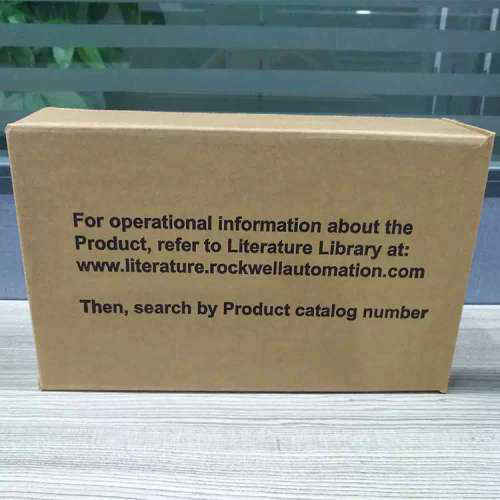 For operational information about the
Product, refer to Literature Library at:
www.literature.rockwellautomation.com
Then, search by Product catalog number